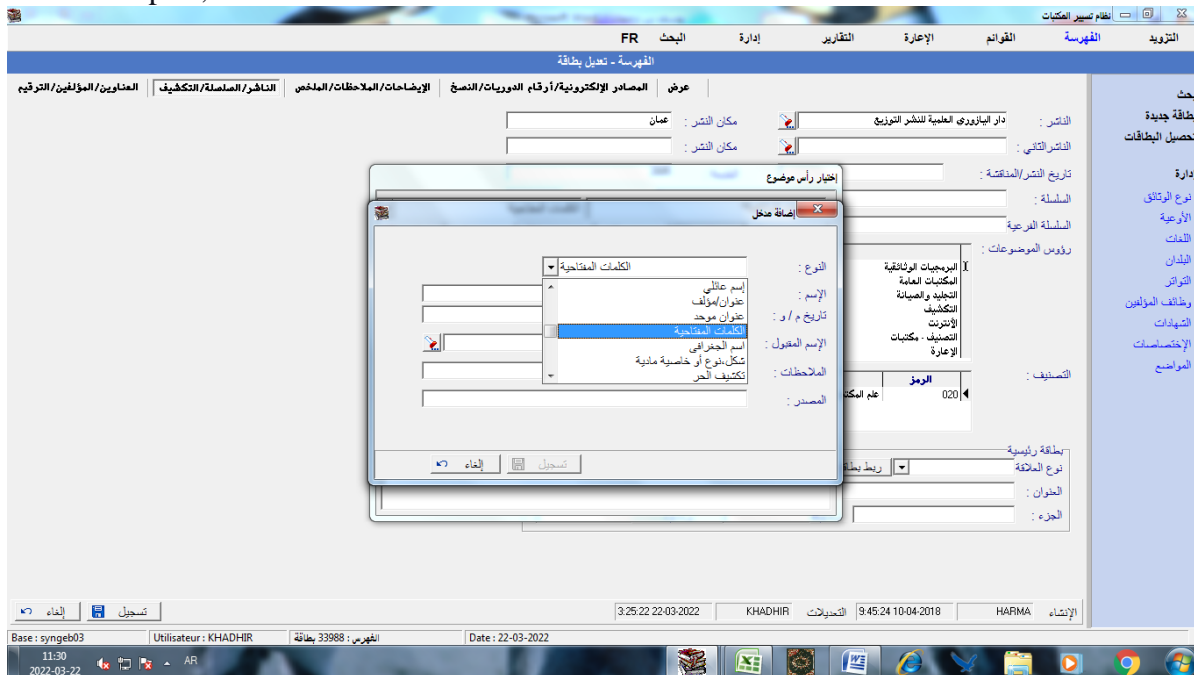 نظام تسيير المكتبات
التزويد الفهرسة القوائم الإعارة التقارير إدارة البحث FR
الفهرسة - تعديل بطاقة
العناوين/المؤلفين/الترقيم الناشر/السلسلة/التكشيف الإيضاحات/الملاحظات/الملخص المصادر الإلكترونية/أرقام الدوريات/النسخ عرض
بحث
بطاقة جديدة
تحصيل البطاقات
إدارة
نوع الوثائق
الأوعية
اللغات
البلدان
التواتر
وظائف المؤلفين
الشهادات
الإختصاصات
المواضع
الناشر : دار اليازوري العلمية للنشر التوزيع مكان النشر : عمان
الناشر الثاني : مكان النشر :
تاريخ النشر/المناقشة :
السلسلة :
السلسلة الفرعية
رؤوس الموضوعات :
البرمجيات الوثائقية
المكتبات العامة
التجليد والصيانة
التكشيف
الأنترنت
التصنيف - مكتبات
الإعارة
التصنيف :
الرمز
020 علم المكتبا
بطاقة رئيسية
نوع العلاقة ربط بطاقة
العنوان :
الجزء :
إختيار رأس موضوع
إضافة مدخل
النوع : الكلمات المفتاحية
إسم عائلي
عنوان/مؤلف
عنوان موحد
الكلمات المفتاحية
اسم الجغرافي
شكل،نوع أو خاصية مادية
تكشيف الحر
الإسم :
تاريخ م / و :
الإسم المقبول :
الملاحظات :
المصدر :
تسجيل إلغاء
الإنشاء HARMA 9:45:24 10-04-2018 التعديلات KHADHIR 3:25:22 22-03-2022
تسجيل إلغاء
Base : syngeb03 Utilisateur : KHADHIR الفهرس : 33988 بطاقة Date : 22-03-2022
AR
11:30
2022-03-22